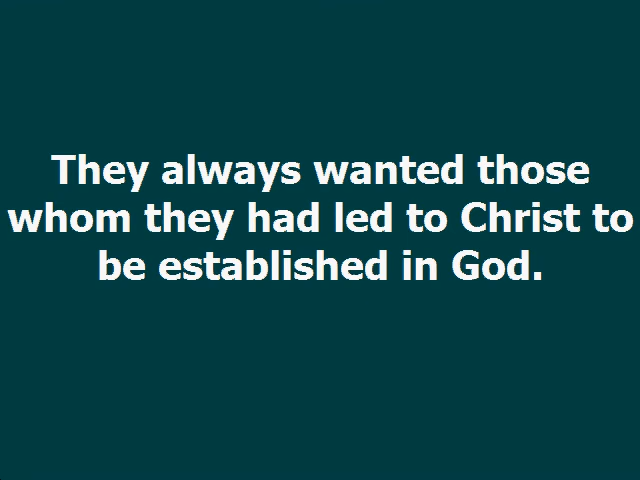 They always wanted those
whom they had led to Christ to
be established in God.